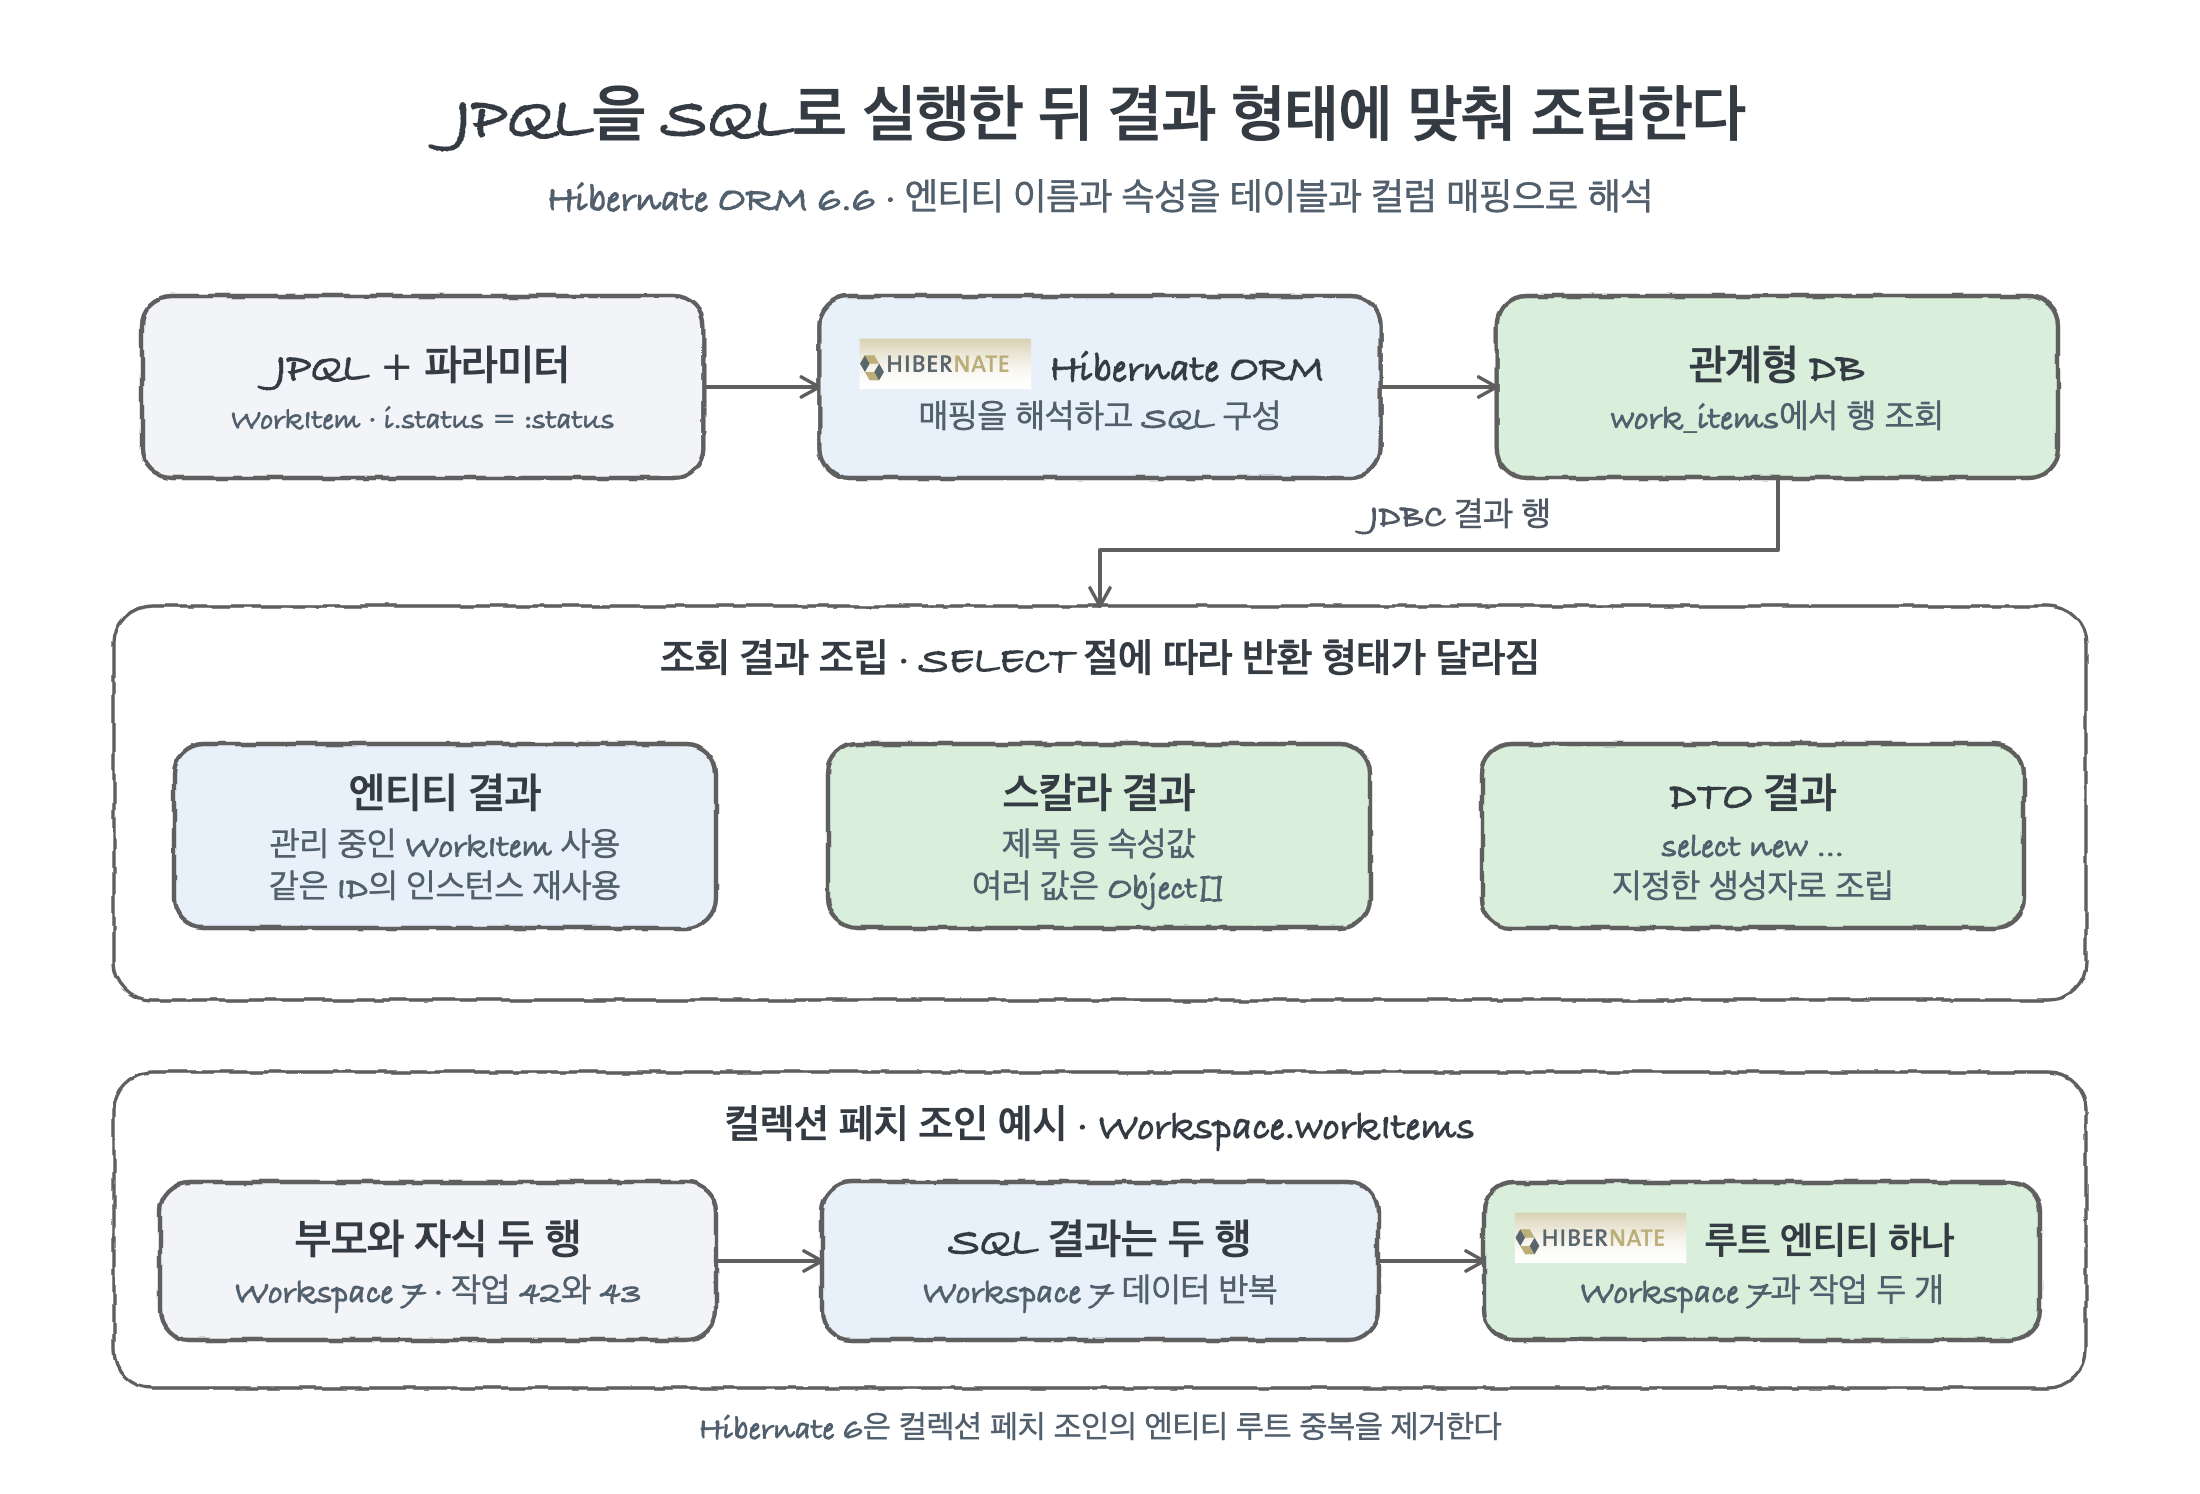 JPQL을 SQL로 실행한 뒤 결과 형태에 맞춰 조립한다
Hibernate ORM 6.6 · 엔티티 이름과 속성을 테이블과 컬럼 매핑으로 해석
JPQL + 파라미터
WorkItem · i.status = :status
HIBERNATE Hibernate ORM
매핑을 해석하고 SQL 구성
관계형 DB
work_items에서 행 조회
JDBC 결과 행
조회 결과 조립 · SELECT 절에 따라 반환 형태가 달라짐
엔티티 결과
관리 중인 WorkItem 사용
같은 ID의 인스턴스 재사용
스칼라 결과
제목 등 속성값
여러 값은 Object[]
DTO 결과
select new ...
지정한 생성자로 조립
컬렉션 페치 조인 예시 · Workspace.workItems
부모와 자식 두 행
Workspace 7 · 작업 42와 43
SQL 결과는 두 행
Workspace 7 데이터 반복
HIBERNATE 루트 엔티티 하나
Workspace 7과 작업 두 개
Hibernate 6은 컬렉션 페치 조인의 엔티티 루트 중복을 제거한다